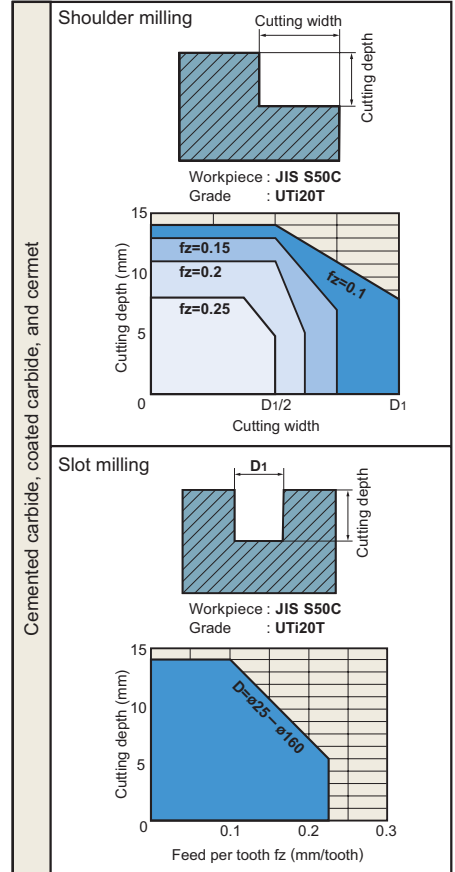 Cemented carbide, coated carbide, and cermet
Shoulder milling
Cutting width
Cutting depth
Workpiece : JIS S50C
Grade : UTi20T
15
10
5
0
Cutting depth (mm)
fz=0.15
fz=0.2
fz=0.25
fz=0.1
D1/2
D1
Cutting width
Slot milling
D1
Cutting depth
Workpiece : JIS S50C
Grade : UTi20T
15
10
5
0
Cutting depth (mm)
D=ø25－ø160
0.1
0.2
0.3
Feed per tooth fz (mm/tooth)